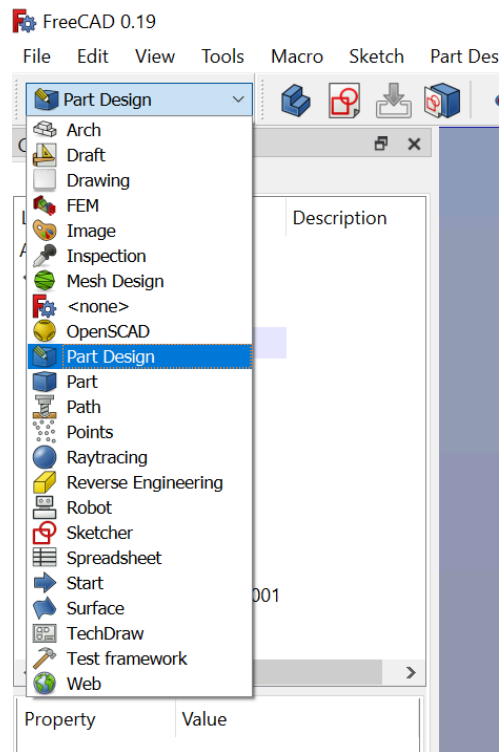 FreeCAD 0.19
File Edit View Tools Macro Sketch Part Des
Part Design
Arch
Draft
Drawing
FEM
Image
Description
Inspection
Mesh Design
<none>
OpenSCAD
Part Design
Part
Path
Points
Raytracing
Reverse Engineering
Robot
Sketcher
Spreadsheet
Start
001
Surface
TechDraw
Test framework
Web
Property Value